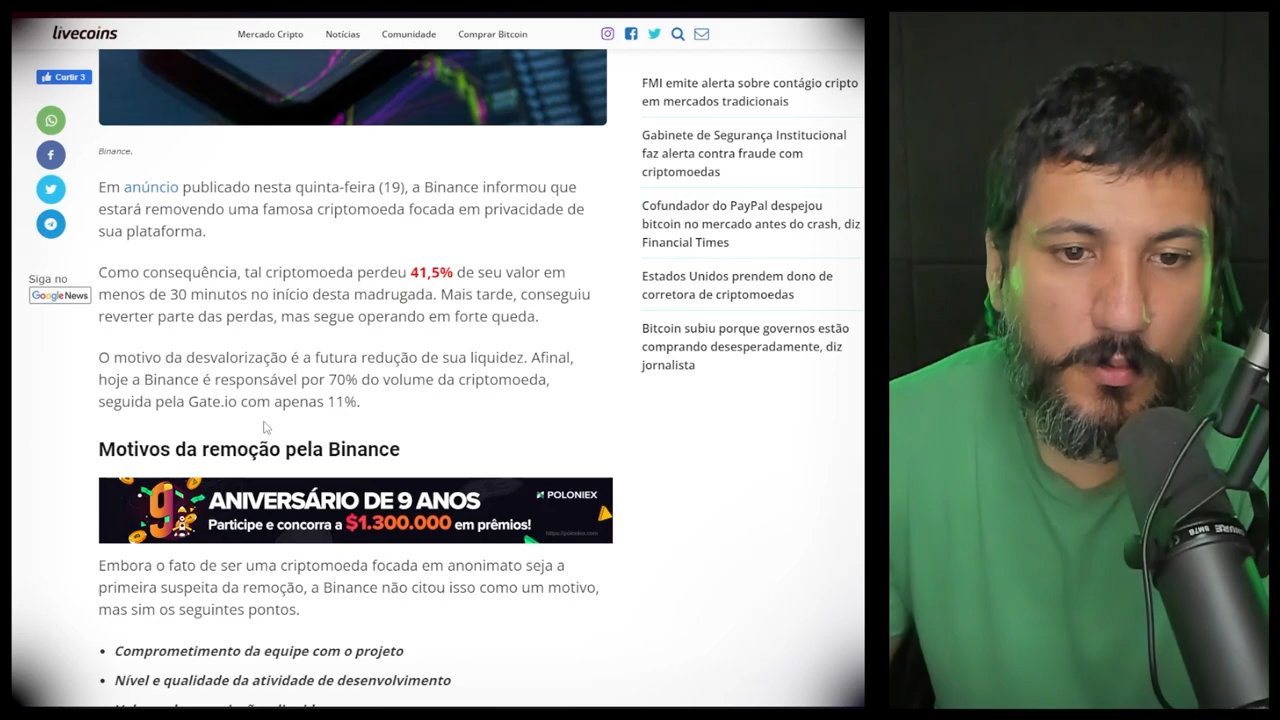 livecoins
Mercado Cripto
Notícias
Comunidade
Comprar Bitcoin
Curtir 3
Binance.
Em anúncio publicado nesta quinta-feira (19), a Binance informou que
estará removendo uma famosa criptomoeda focada em privacidade de
sua plataforma.
Siga no
Google News
Como consequência, tal criptomoeda perdeu 41,5% de seu valor em
menos de 30 minutos no início desta madrugada. Mais tarde, conseguiu
reverter parte das perdas, mas segue operando em forte queda.
O motivo da desvalorização é a futura redução de sua liquidez. Afinal,
hoje a Binance é responsável por 70% do volume da criptomoeda,
seguida pela Gate.io com apenas 11%.
Motivos da remoção pela Binance
9
ANIVERSÁRIO DE 9 ANOS
Participe e concorra a $1.300.000 em prêmios!
POLONIEX
https://poloniex.com
Embora o fato de ser uma criptomoeda focada em anonimato seja a
primeira suspeita da remoção, a Binance não citou isso como um motivo,
mas sim os seguintes pontos.
• Comprometimento da equipe com o projeto
• Nível e qualidade da atividade de desenvolvimento
FMI emite alerta sobre contágio cripto
em mercados tradicionais
Gabinete de Segurança Institucional
faz alerta contra fraude com
criptomoedas
Cofundador do PayPal despejou
bitcoin no mercado antes do crash, diz
Financial Times
Estados Unidos prendem dono de
corretora de criptomoedas
Bitcoin subiu porque governos estão
comprando desesperadamente, diz
jornalista